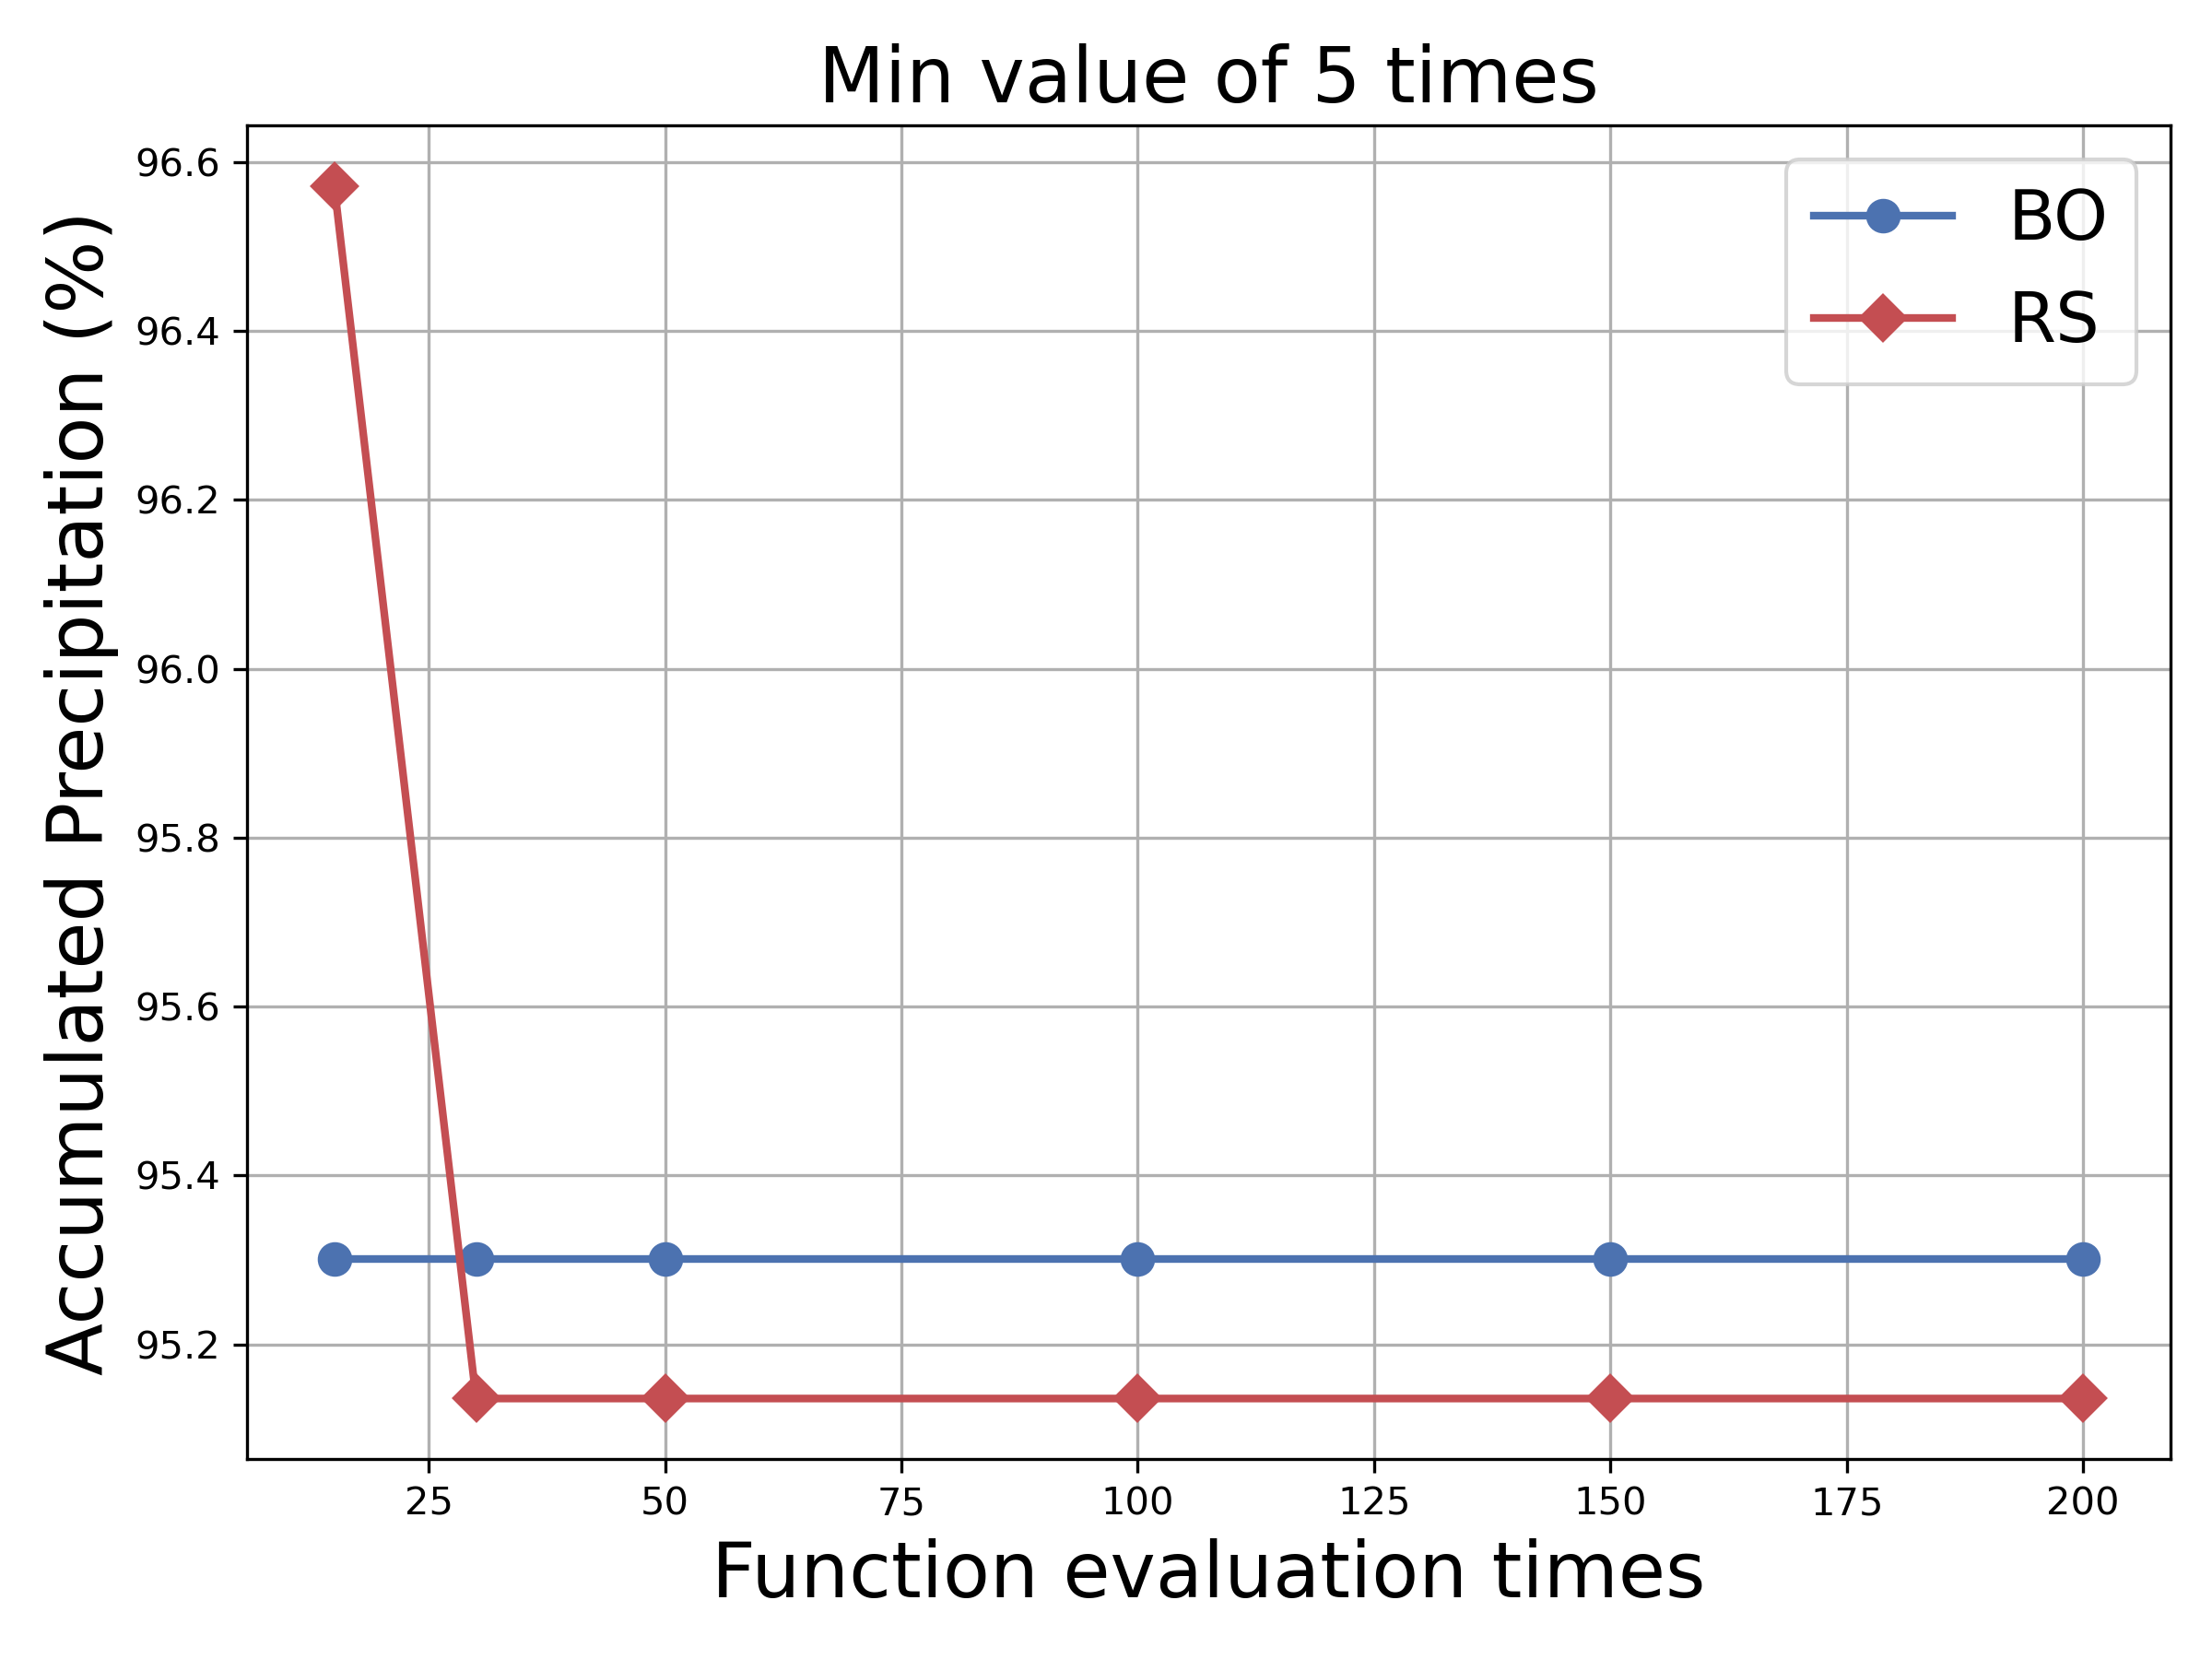 Min value of 5 times
BO
RS
Accumulated Precipitation (%)
96.6
96.4
96.2
96.0
95.8
95.6
95.4
95.2
25 50 75 100 125 150 175 200
Function evaluation times